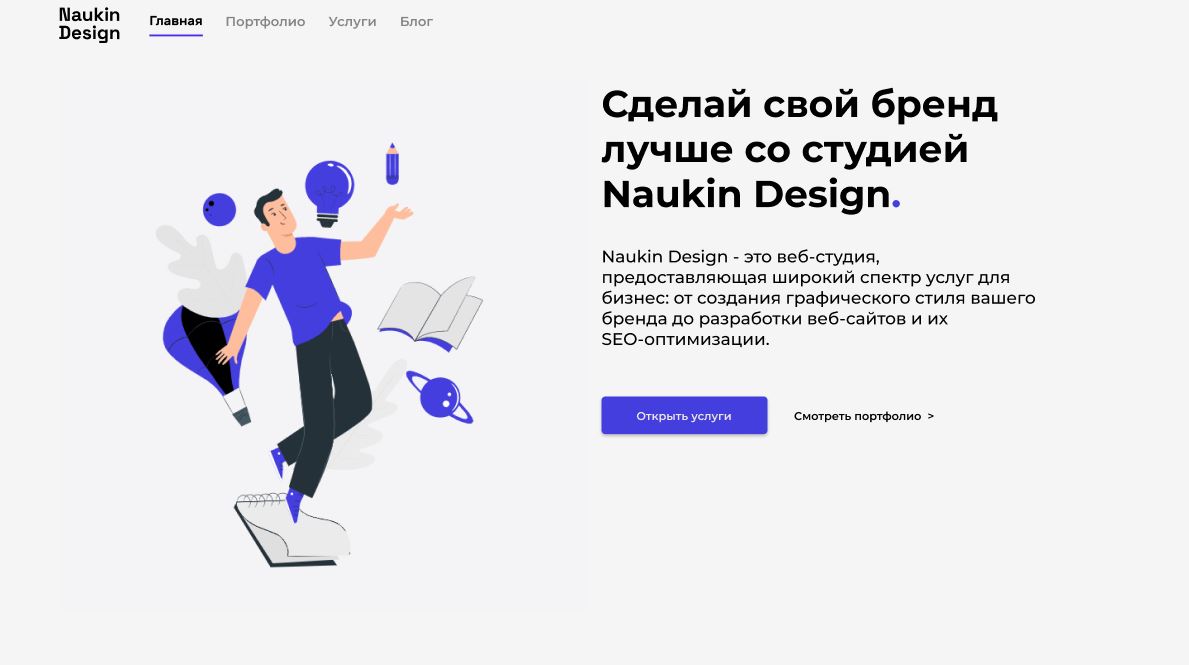 Naukin
Design
Главная
Портфолио
Услуги
Блог
Сделай свой бренд
лучше со студией
Naukin Design.
Naukin Design - это веб-студия,
предоставляющая широкий спектр услуг для
бизнес: от создания графического стиля вашего
бренда до разработки веб-сайтов и их
SEO-оптимизации.
Открыть услуги
Смотреть портфолио >